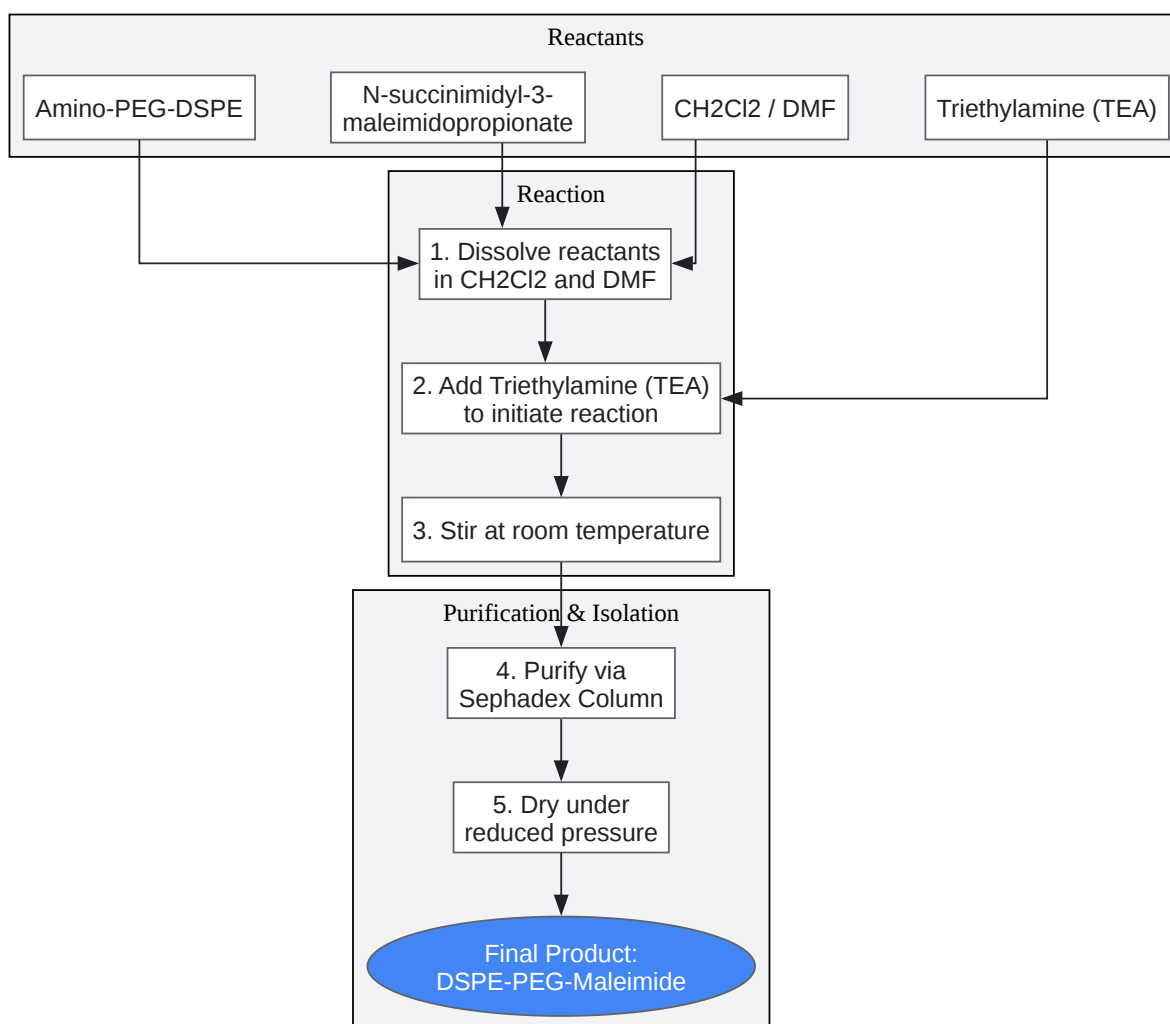 Reactants
Amino-PEG-DSPE
N-succinimidyl-3-
maleimidopropionate
CH2Cl2 / DMF
Triethylamine (TEA)
Reaction
1. Dissolve reactants
in CH2Cl2 and DMF
2. Add Triethylamine (TEA)
to initiate reaction
3. Stir at room temperature
Purification & Isolation
4. Purify via
Sephadex Column
5. Dry under
reduced pressure
Final Product:
DSPE-PEG-Maleimide